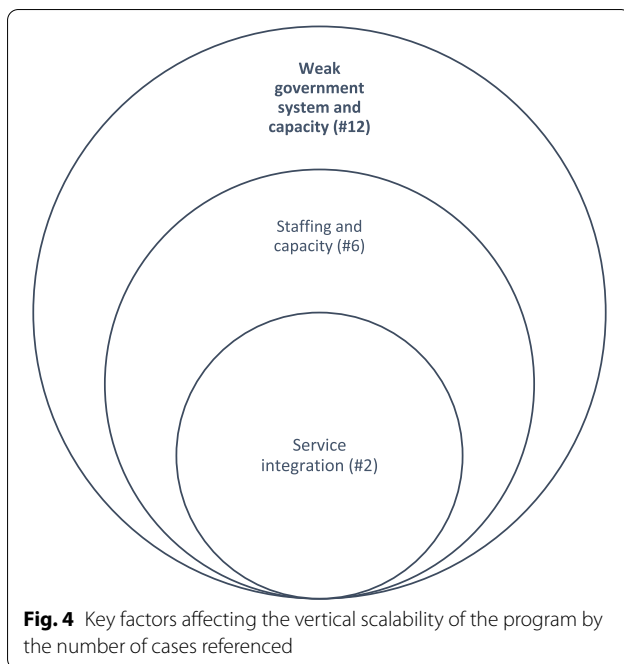 Weak
government
system and
capacity (#12)
Staffing and
capacity (#6)
Service
integration (#2)
Fig. 4 Key factors affecting the vertical scalability of the program by
the number of cases referenced